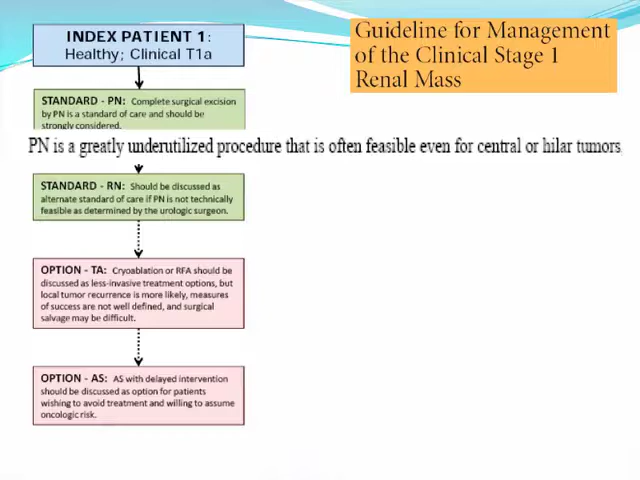 INDEX PATIENT 1:
Healthy; Clinical T1a
Guideline for Management
of the Clinical Stage 1
Renal Mass
STANDARD - PN: Complete surgical excision
by PN is a standard of care and should be
strongly considered.
PN is a greatly underutilized procedure that is often feasible even for central or hilar tumors
STANDARD - RN: Should be discussed as
alternate standard of care if PN is not technically
feasible as determined by the urologic surgeon.
OPTION - TA: Cryoablation or RFA should be
discussed as less-invasive treatment options, but
local tumor recurrence is more likely, measures
of success are not well defined, and surgical
salvage may be difficult.
OPTION - AS: AS with delayed intervention
should be discussed as option for patients
wishing to avoid treatment and willing to assume
oncologic risk.